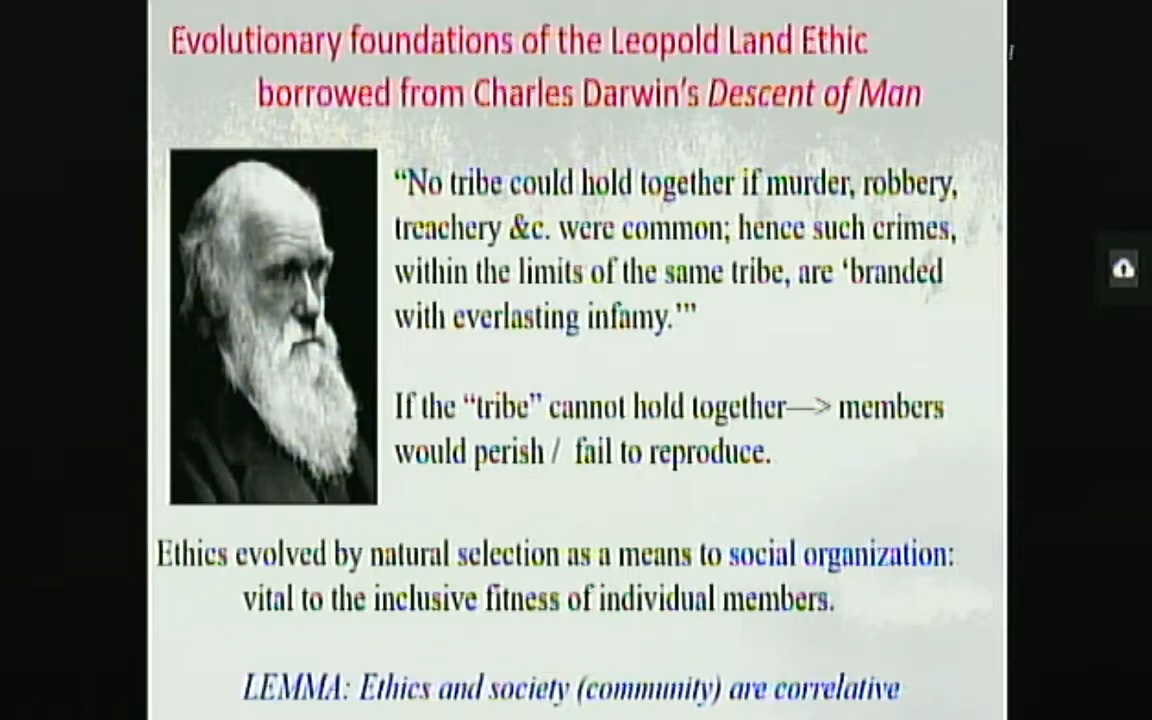 Evolutionary foundations of the Leopold Land Ethic
borrowed from Charles Darwin's Descent of Man
“No tribe could hold together if murder, robbery,
treachery &c. were common; hence such crimes,
within the limits of the same tribe, are ‘branded
with everlasting infamy.’”
If the “tribe” cannot hold together—> members
would perish / fail to reproduce.
Ethics evolved by natural selection as a means to social organization:
vital to the inclusive fitness of individual members.
LEMMA: Ethics and society (community) are correlative